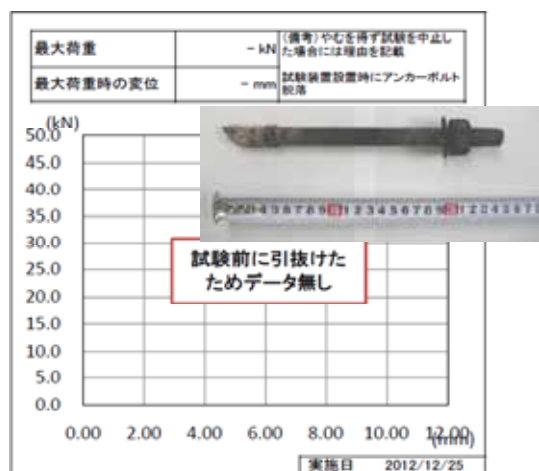 最大荷重 - kN (備考)やむを得ず試験を中止し
た場合には理由を記載
最大荷重時の変位 - mm 試験装置設置時にアンカーボルト
脱落
(kN)
50.0
45.0
40.0
35.0
30.0
25.0
20.0
15.0
10.0
5.0
0.0
試験前に引抜けた
ためデータ無し
0.00 2.00 4.00 6.00 8.00 10.00 12.00
(mm)
実施日 2012/12/25